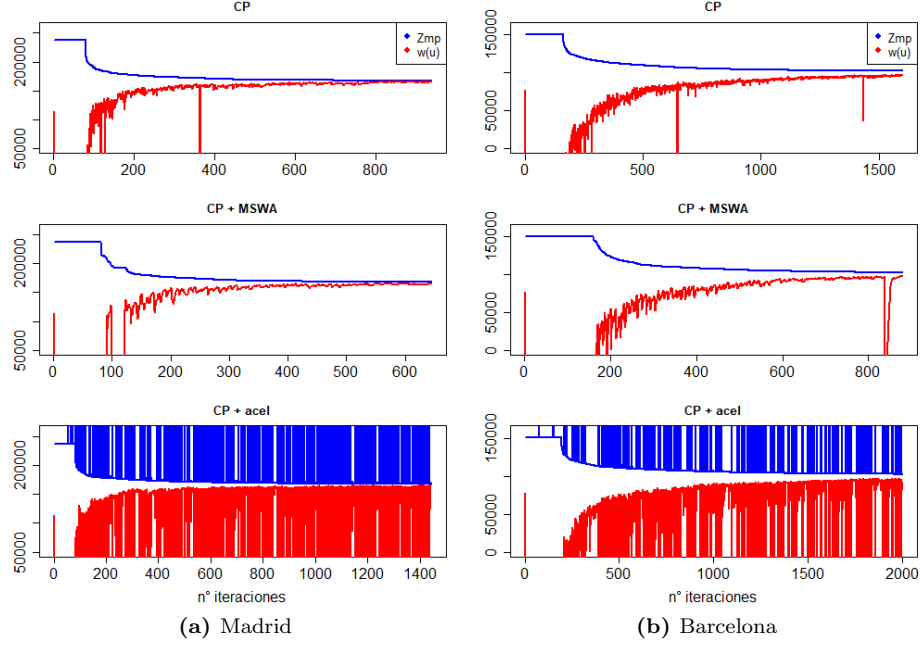 CP
CP
200000
50000
Zmp
w(u)
0 200 400 600 800
150000
100000
50000
0
Zmp
w(u)
0 500 1000 1500
CP + MSWA
CP + MSWA
200000
50000
0 100 200 300 400 500 600
150000
100000
50000
0
0 200 400 600 800
CP + acel
CP + acel
200000
50000
0 200 400 600 800 1000 1200 1400
150000
50000
0
0 500 1000 1500 2000
n° iteraciones
n° iteraciones
(a) Madrid
(b) Barcelona